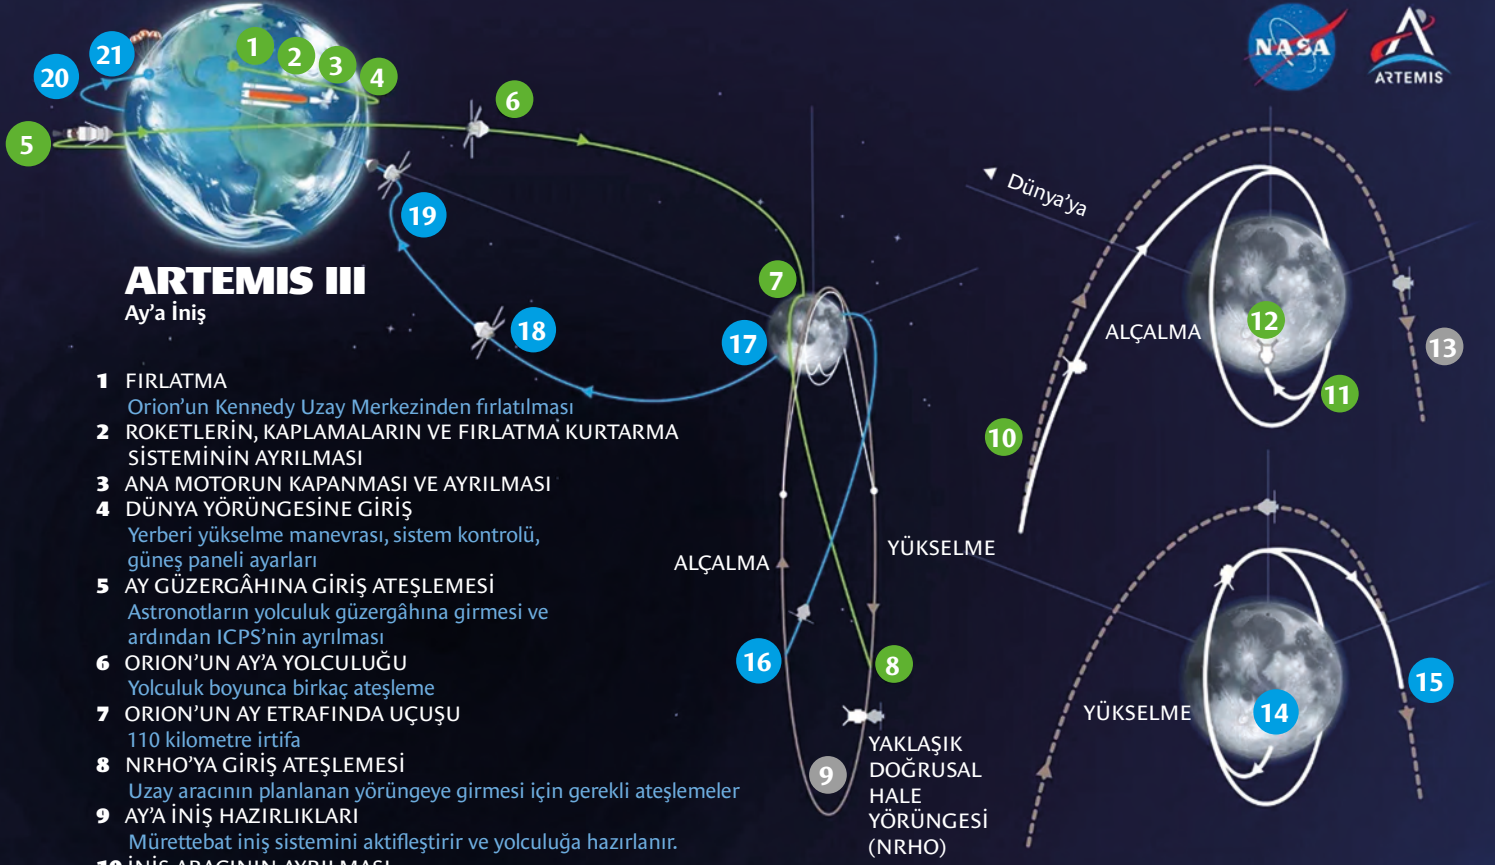 NASA
ARTEMIS
21
20
1
2
3
4
5
6
19
Dünya'ya
7
ARTEMIS III
Ay'a İniş
17
18
12
ALÇALMA
13
11
10
1 FIRLATMA
Orion'un Kennedy Uzay Merkezinden fırlatılması
2 ROKETLERİN, KAPLAMALARIN VE FIRLATMA KURTARMA
SİSTEMİNİN AYRILMASI
3 ANA MOTORUN KAPANMASI VE AYRILMASI
4 DÜNYA YÖRÜNGESİNE GİRİŞ
Yerberi yükselme manevrası, sistem kontrolü,
güneş paneli ayarları
5 AY GÜZERGÂHINA GİRİŞ ATEŞLEMESİ
Astronotların yolculuk güzergâhına girmesi ve
ardından ICPS'nin ayrılması
6 ORION'UN AY'A YOLCULUĞU
Yolculuk boyunca birkaç ateşleme
7 ORION'UN AY ETRAFINDA UÇUŞU
110 kilometre irtifa
8 NRHO'YA GİRİŞ ATEŞLEMESİ
Uzay aracının planlanan yörüngeye girmesi için gerekli ateşlemeler
9 AY'A İNİŞ HAZIRLIKLARI
Mürettebat iniş sistemini aktifleştirir ve yolculuğa hazırlanır.
10 İNİŞ ARACININ AYRILMASI
ALÇALMA
YÜKSELME
16
8
9
YAKLAŞIK
DOĞRUSAL
HALE
YÖRÜNGESİ
(NRHO)
YÜKSELME
14
15